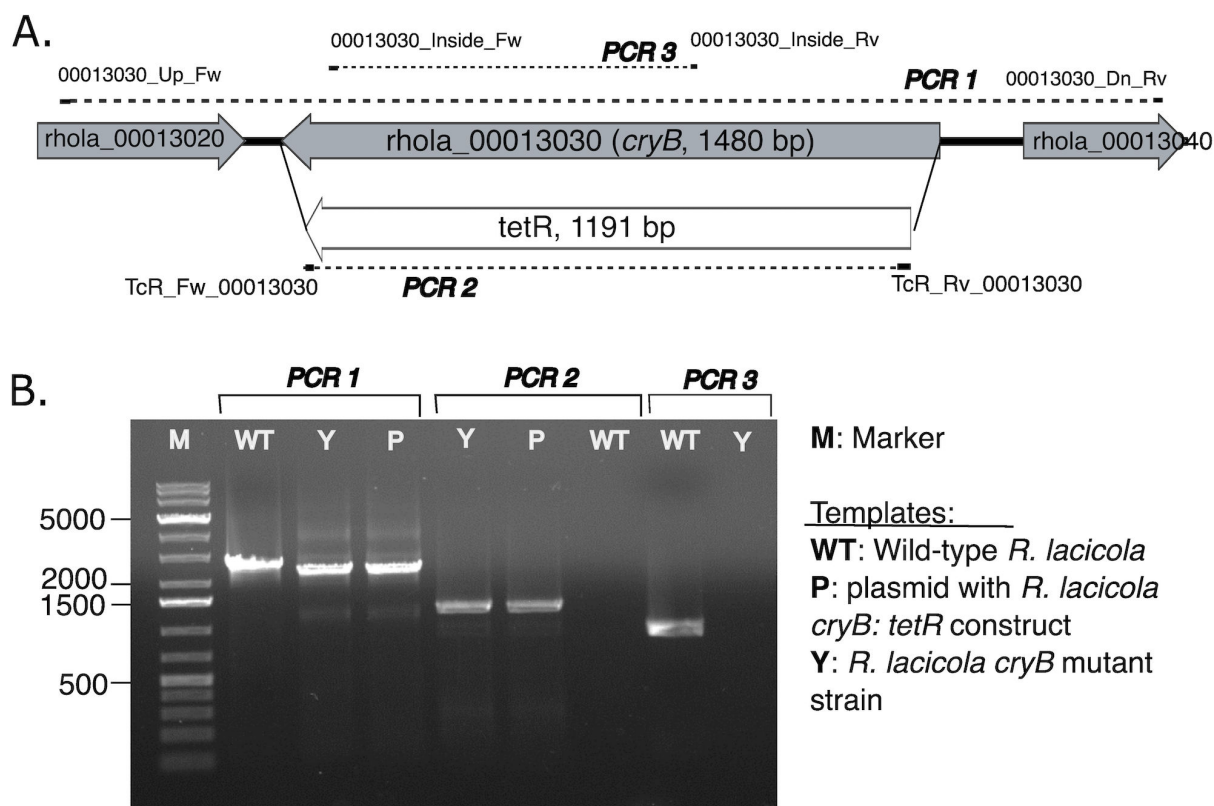 A.
00013030_Inside_Fw
PCR 3
00013030_Inside_Rv
00013030_Up_Fw
PCR 1
00013030_Dn_Rv
rhola_00013020
rhola_00013030 (cryB, 1480 bp)
rhola_00013040
tetR, 1191 bp
TcR_Fw_00013030
PCR 2
TcR_Rv_00013030
B.
PCR 1
PCR 2
PCR 3
M WT Y P Y P WT WT Y
5000
2000
1500
500
M: Marker
Templates:
WT: Wild-type R. lacicola
P: plasmid with R. lacicola
cryB: tetR construct
Y: R. lacicola cryB mutant
strain